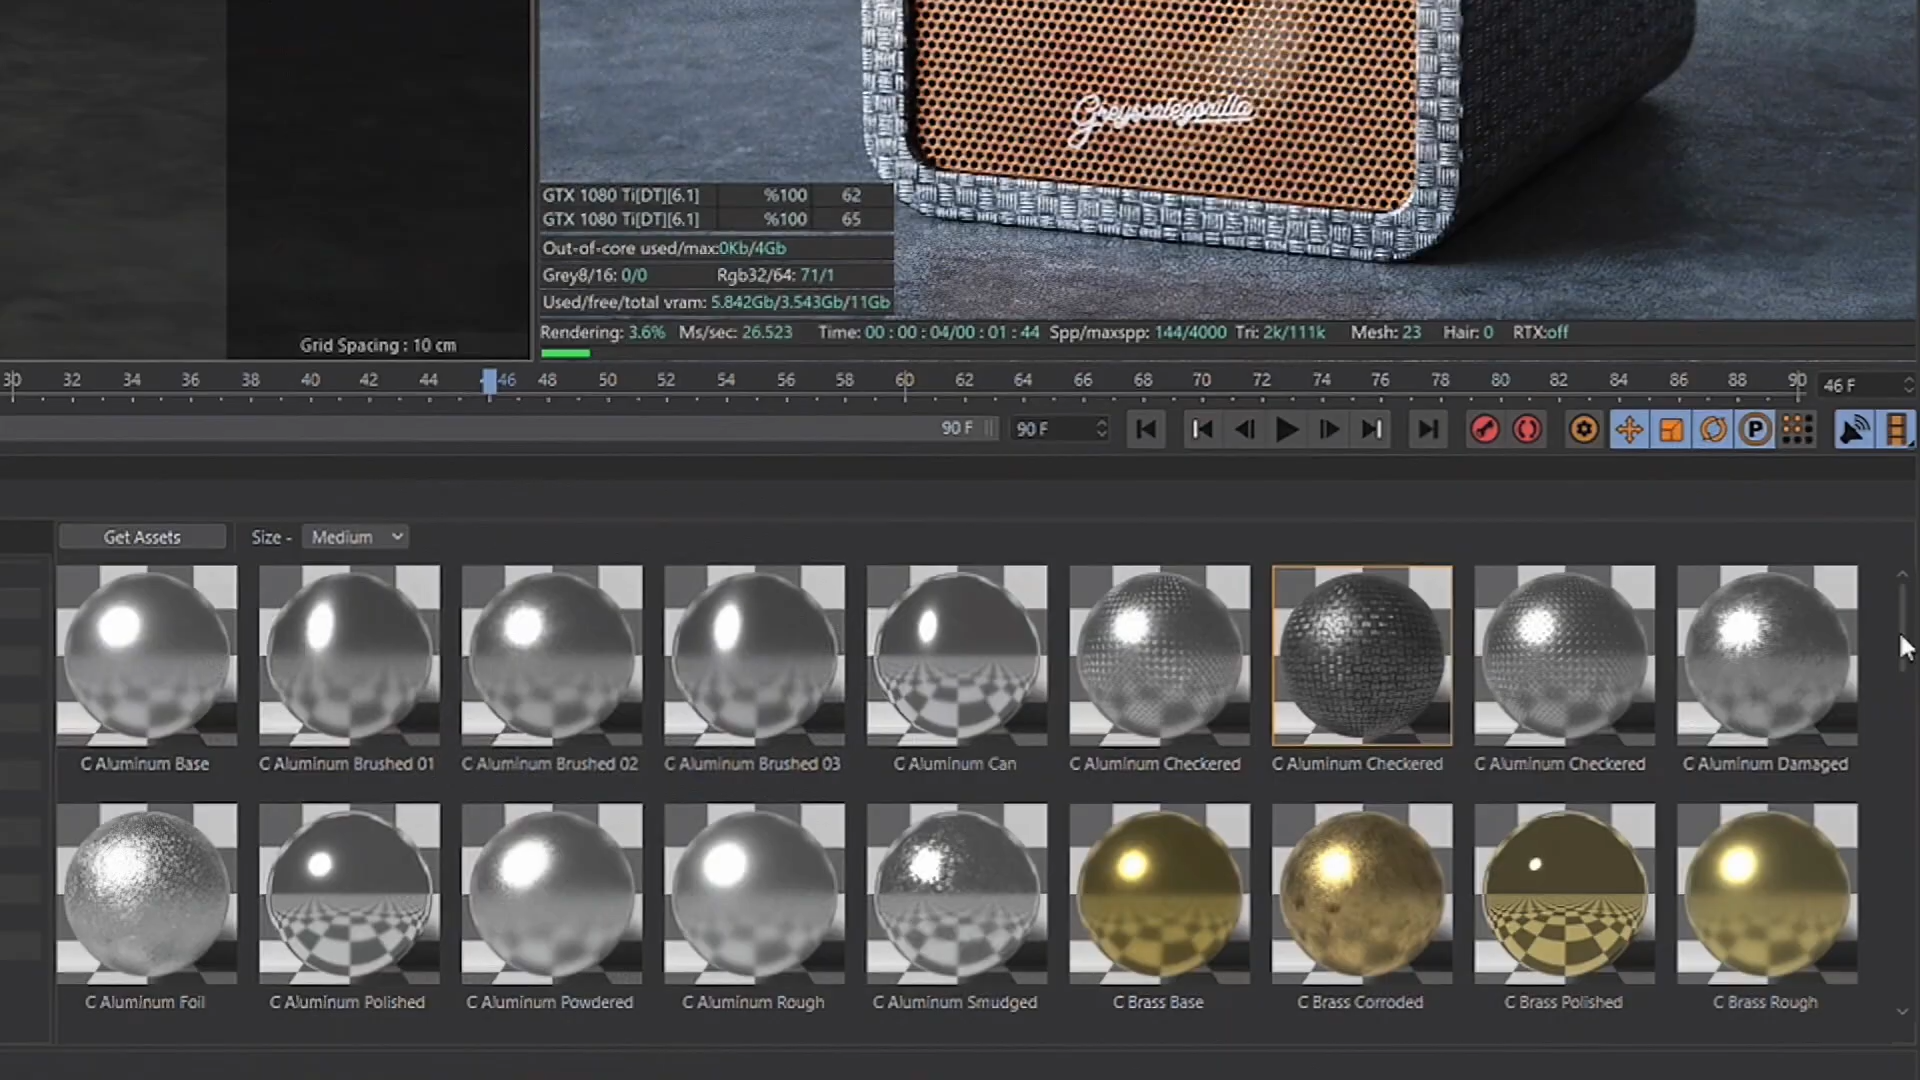 Greyscalegorilla
GTX 1080 Ti[DT][6.1] %100 62
GTX 1080 Ti[DT][6.1] %100 65
Out-of-core used/max:0Kb/4Gb
Grey8/16: 0/0 Rgb32/64: 71/1
Used/free/total vram: 5.842Gb/3.543Gb/11Gb
Rendering: 3.6% Ms/sec: 26.523 Time: 00 : 00 : 04/00 : 01 : 44 Spp/maxspp: 144/4000 Tri: 2k/111k Mesh: 23 Hair: 0 RTX:off
Grid Spacing : 10 cm
30 32 34 36 38 40 42 44 46 48 50 52 54 56 58 60 62 64 66 68 70 72 74 76 78 80 82 84 86 88 90 46 F
90 F 90 F P
Get Assets Size - Medium
C Aluminum Base C Aluminum Brushed 01 C Aluminum Brushed 02 C Aluminum Brushed 03 C Aluminum Can C Aluminum Checkered C Aluminum Checkered C Aluminum Checkered C Aluminum Damaged
C Aluminum Foil C Aluminum Polished C Aluminum Powdered C Aluminum Rough C Aluminum Smudged C Brass Base C Brass Corroded C Brass Polished C Brass Rough